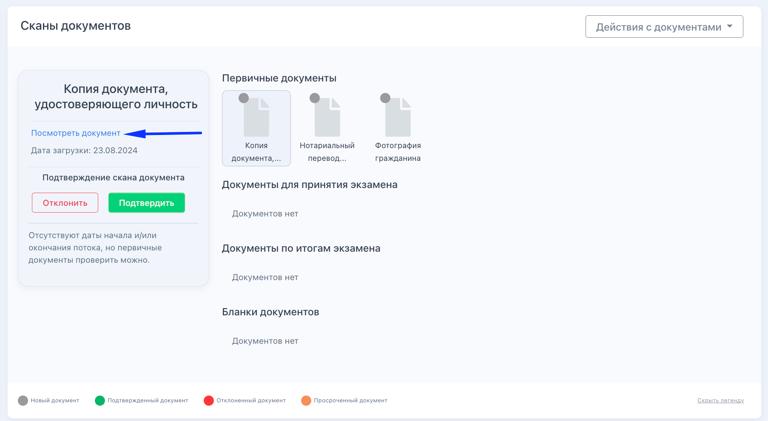 Сканы документов
Действия с документами
Копия документа,
удостоверяющего личность
Посмотреть документ
Дата загрузки: 23.08.2024
Подтверждение скана документа
Отклонить
Подтвердить
Отсутствуют даты начала и/или
окончания потока, но первичные
документы проверить можно.
Первичные документы
Копия
документа,...
Нотариальный
перевод...
Фотография
гражданина
Документы для принятия экзамена
Документов нет
Документы по итогам экзамена
Документов нет
Бланки документов
Документов нет
Новый документ
Подтвержденный документ
Отклоненный документ
Просроченный документ
Скрыть легенду